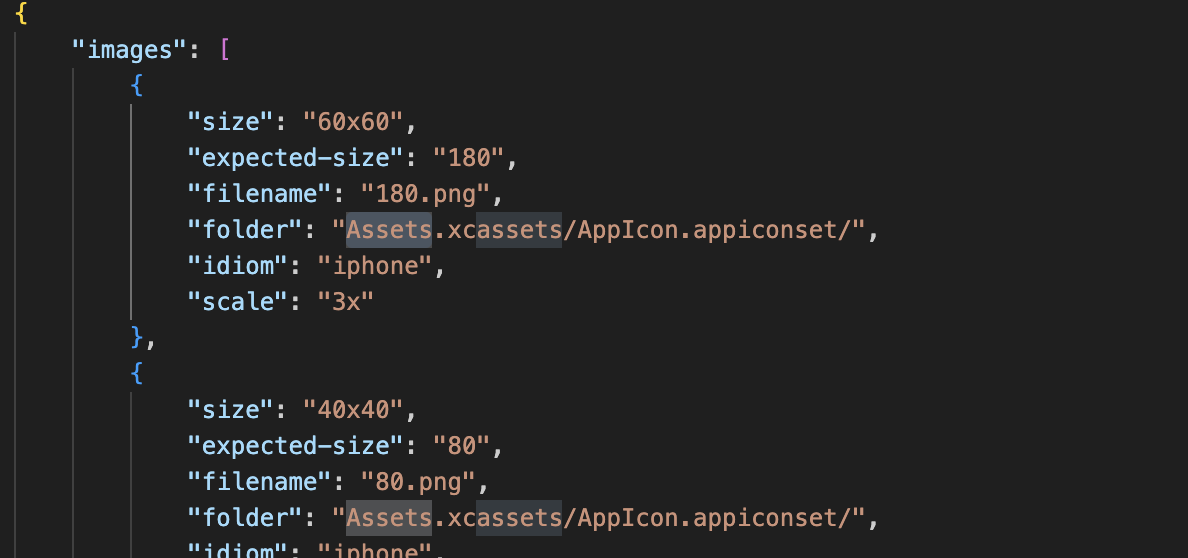 {
"images": [
{
"size": "60x60",
"expected-size": "180",
"filename": "180.png",
"folder": "Assets.xcassets/AppIcon.appiconset/",
"idiom": "iphone",
"scale": "3x"
},
{
"size": "40x40",
"expected-size": "80",
"filename": "80.png",
"folder": "Assets.xcassets/AppIcon.appiconset/",
"idiom": "iphone",